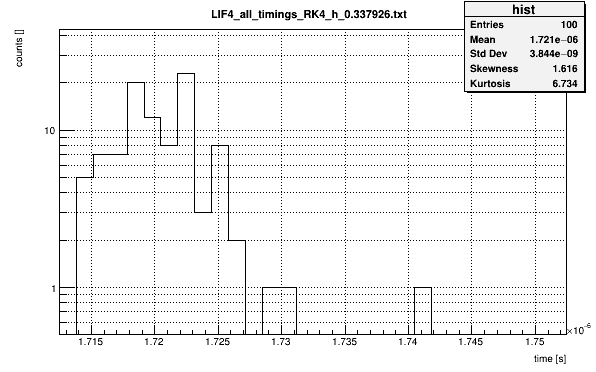 LIF4_all_timings_RK4_h_0.337926.txt
hist
Entries 100
Mean 1.721e−06
Std Dev 3.844e−09
Skewness 1.616
Kurtosis 6.734
counts []
10
1
1.715 1.72 1.725 1.73 1.735 1.74 1.745 1.75
×10⁻⁶
time [s]